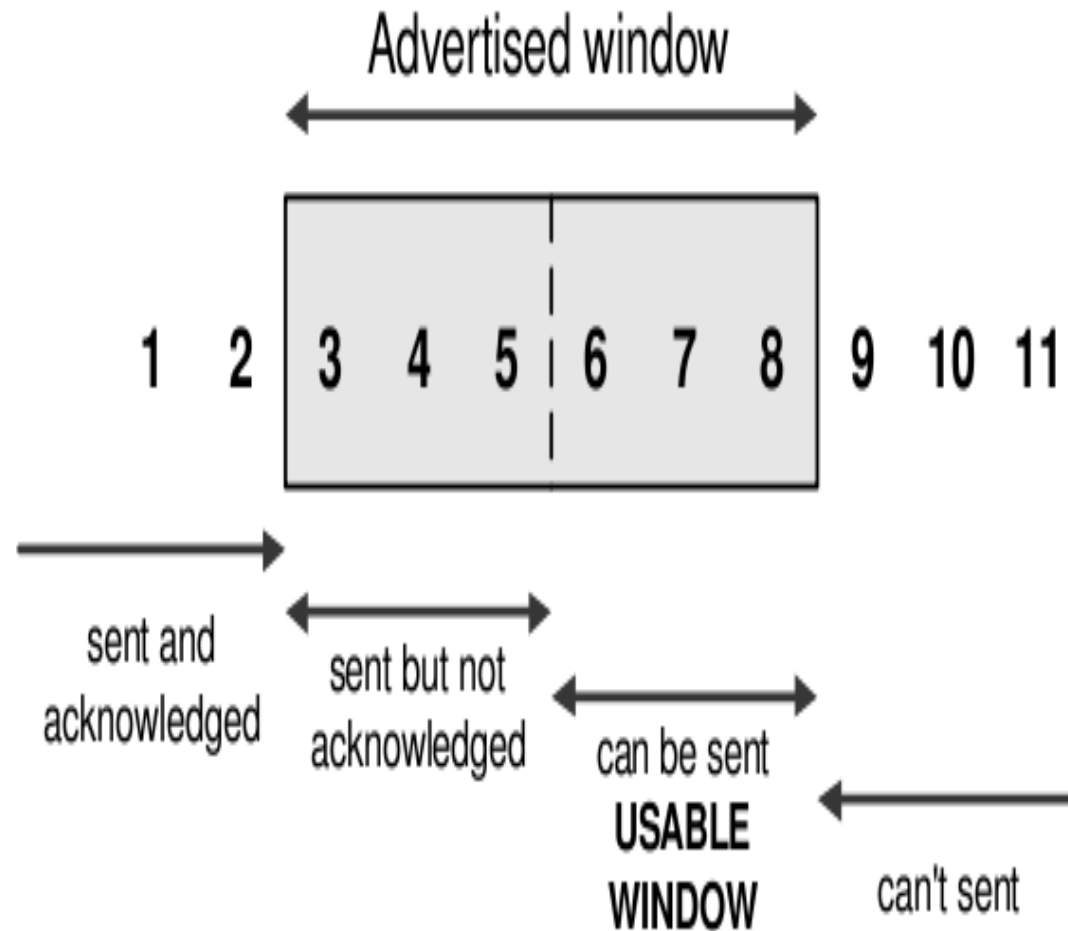 Advertised window
1 2 3 4 5 6 7 8 9 10 11
sent and
acknowledged
sent but not
acknowledged
can be sent
USABLE
WINDOW
can't sent